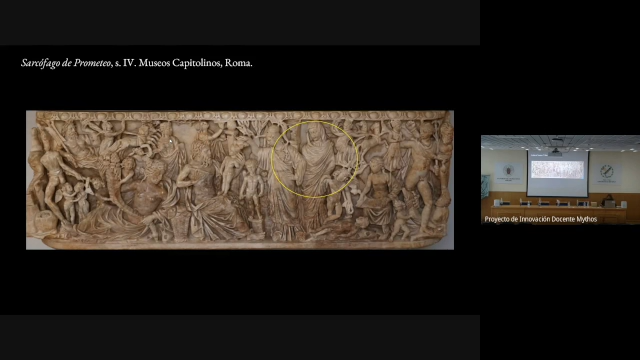 Sarcófago de Prometeo, s. IV. Museos Capitolinos, Roma.
Proyecto de Innovación Docente Mythos